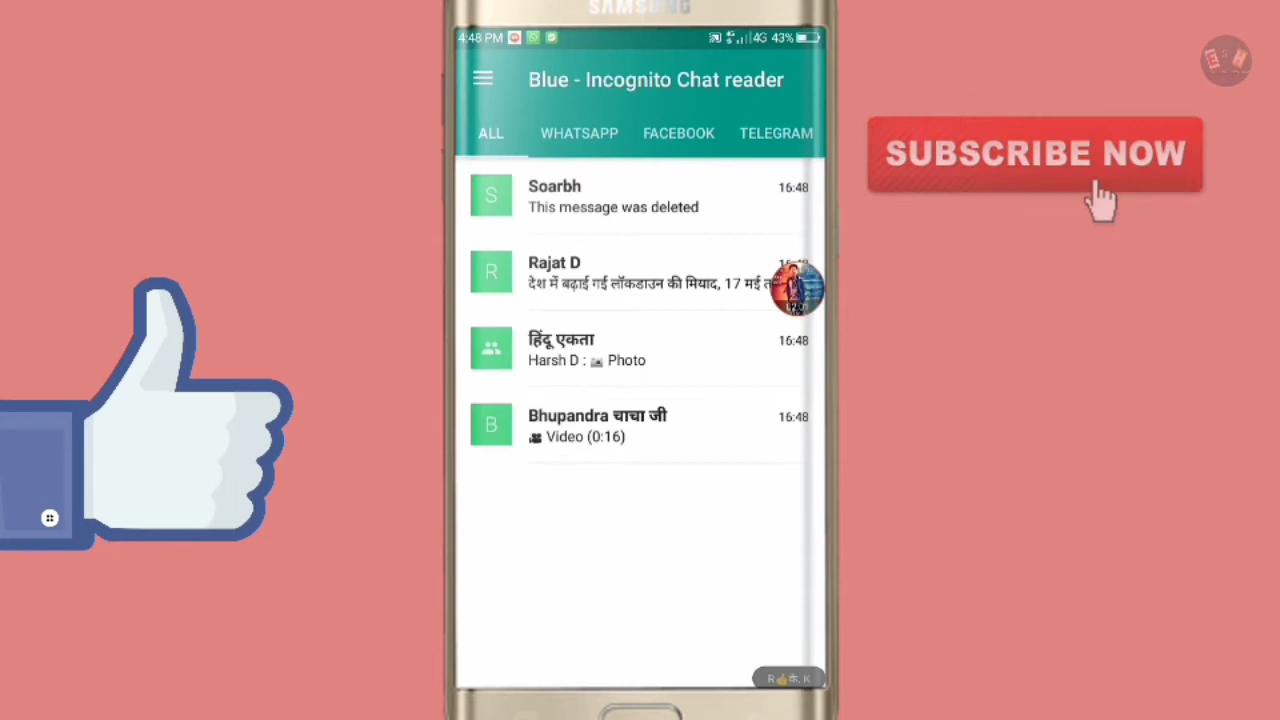 SAMSUNG
4:48 PM 4G 43%
Blue - Incognito Chat reader
ALL WHATSAPP FACEBOOK TELEGRAM
SUBSCRIBE NOW
S Soarbh 16:48
This message was deleted
R Rajat D
देश में बढ़ाई गई लॉकडाउन की मियाद, 17 मई
हिंदू एकता 16:48
Harsh D : Photo
B Bhupandra चाचा जी 16:48
Video (0:16)